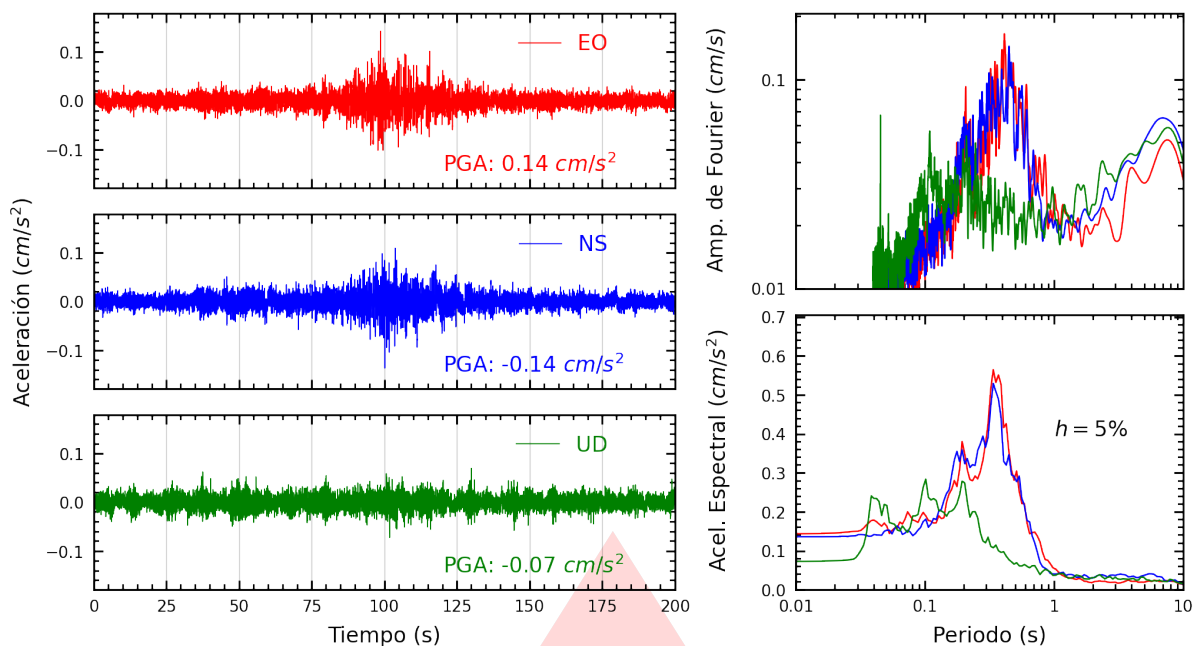 Aceleración (cm/s²)
0.1
0.0
−0.1
EO
PGA: 0.14 cm/s²
0.1
0.0
−0.1
NS
PGA: -0.14 cm/s²
0.1
0.0
−0.1
UD
PGA: -0.07 cm/s²
0 25 50 75 100 125 150 175 200
Tiempo (s)
Amp. de Fourier (cm/s)
0.1
0.01
Acel. Espectral (cm/s²)
0.7
0.6
0.5
0.4
0.3
0.2
0.1
0.0
h = 5%
0.01 0.1 1 10
Periodo (s)